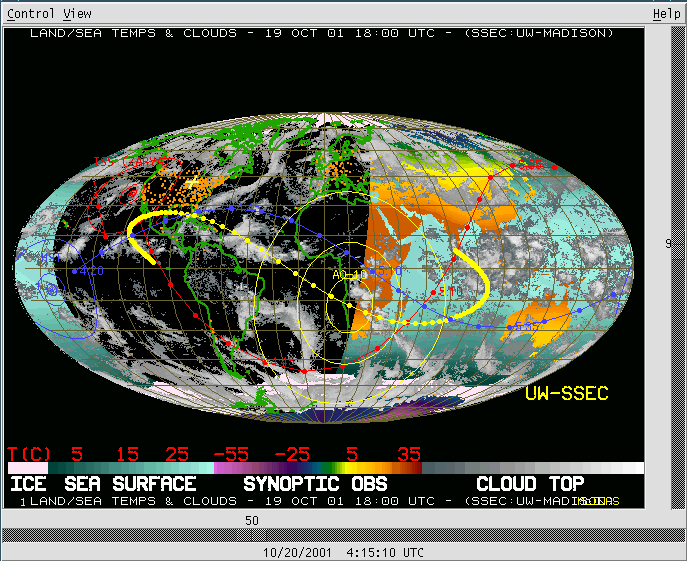 Control View Help
LAND/SEA TEMPS & CLOUDS - 19 OCT 01 18:00 UTC - (SSEC:UW-MADISON)
4:20
AO-10
UW-SSEC
T(C) 5 15 25 -55 -25 5 35
ICE SEA SURFACE SYNOPTIC OBS CLOUD TOP
1 LAND/SEA TEMPS & CLOUDS - 19 OCT 01 18:00 UTC - (SSEC:UW-MADISON)
50
9
10/20/2001 4:15:10 UTC